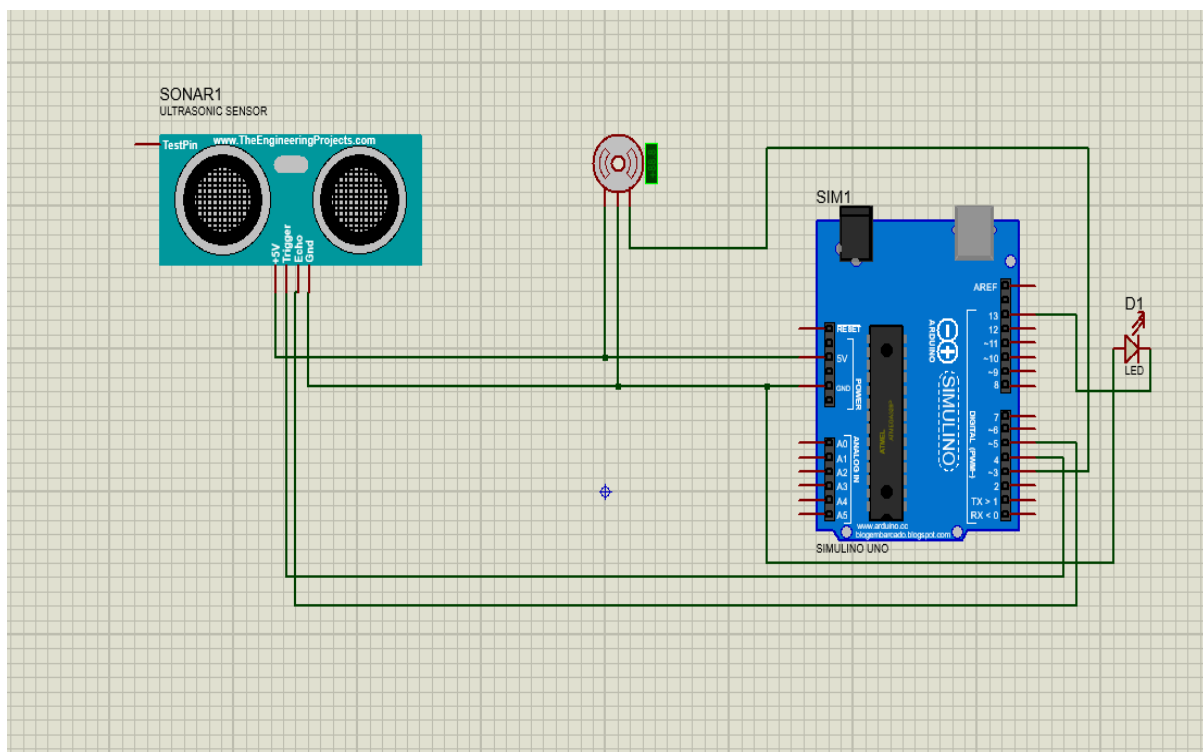 SONAR1
ULTRASONIC SENSOR
TestPin
www.TheEngineeringProjects.com
+5V
Trigger
Echo
Gnd
SIM1
AREF
RESET
5V
GND
POWER
A0
A1
A2
A3
A4
A5
ANALOG IN
ATMEL
ARDUINO
SIMULINO
13
12
~11
~10
~9
8
7
~6
~5
4
~3
2
TX > 1
RX < 0
DIGITAL (PWM~)
www.arduino.cc
blogembarcado.blogspot.com
SIMULINO UNO
D1
LED